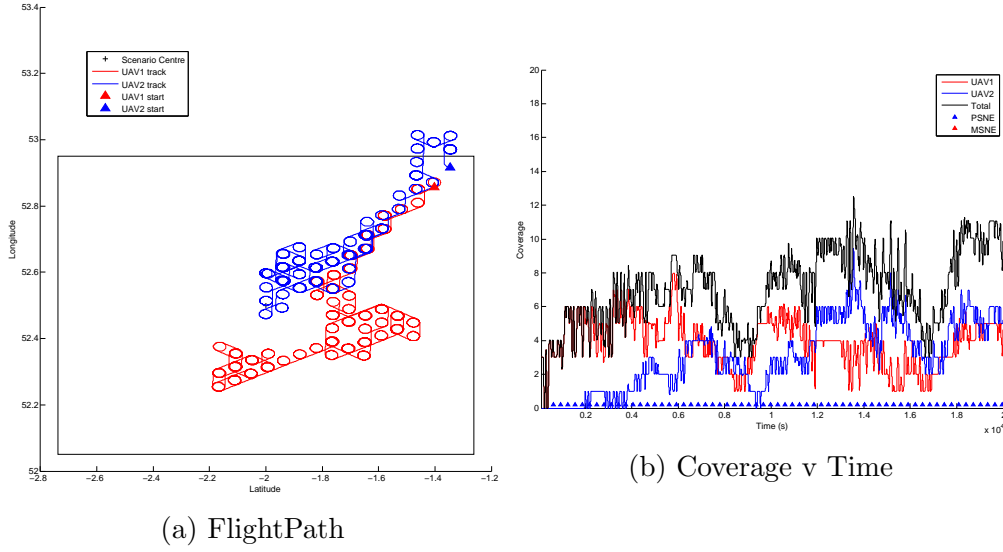 53.4
53.2
53
52.8
52.6
52.4
52.2
52
Longitude
−2.8
−2.6
−2.4
−2.2
−2
−1.8
−1.6
−1.4
−1.2
Latitude
Scenario Centre
UAV1 track
UAV2 track
UAV1 start
UAV2 start
(a) FlightPath
20
18
16
14
12
10
8
6
4
2
0
Coverage
0.2
0.4
0.6
0.8
1
1.2
1.4
1.6
1.8
2
x 10
4
Time (s)
UAV1
UAV2
Total
PSNE
MSNE
(b) Coverage v Time